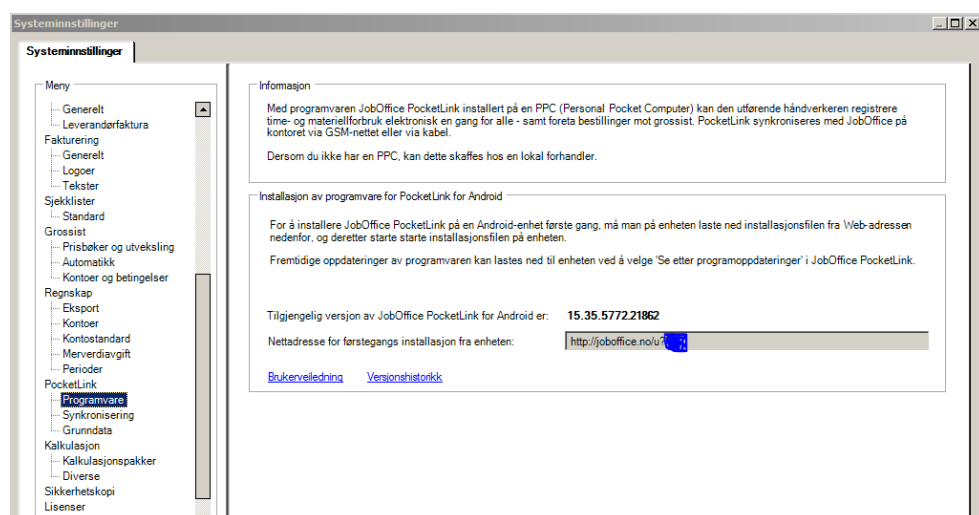 Systeminnstillinger
Systeminnstillinger
Meny
Generelt
Leverandørfaktura
Fakturering
Generelt
Logoer
Tekster
Sjekklister
Standard
Grossist
Prisbøker og utveksling
Automatikk
Kontoer og betingelser
Regnskap
Eksport
Kontoer
Kontostandard
Merverdiavgift
Perioder
PocketLink
Programvare
Synkronisering
Grunndata
Kalkulasjon
Kalkulasjonspakker
Diverse
Sikkerhetskopi
Lisenser
Informasjon
Med programvaren JobOffice PocketLink installert på en PPC (Personal Pocket Computer) kan den utførende håndverkeren registrere
time- og materiellforbruk elektronisk en gang for alle - samt foreta bestillinger mot grossist. PocketLink synkroniseres med JobOffice på
kontoret via GSM-nettet eller via kabel.
Dersom du ikke har en PPC, kan dette skaffes hos en lokal forhandler.
Installasjon av programvare for PocketLink for Android
For å installere JobOffice PocketLink på en Android-enhet første gang, må man på enheten laste ned installasjonsfilen fra Web-adressen
nedenfor, og deretter starte starte installasjonsfilen på enheten.
Fremtidige oppdateringer av programvaren kan lastes ned til enheten ved å velge 'Se etter programoppdateringer' i JobOffice PocketLink.
Tilgjengelig versjon av JobOffice PocketLink for Android er: 15.35.5772.21862
Nettadresse for førstegangs installasjon fra enheten: http://joboffice.no/u?
Brukerveiledning Versjonshistorikk